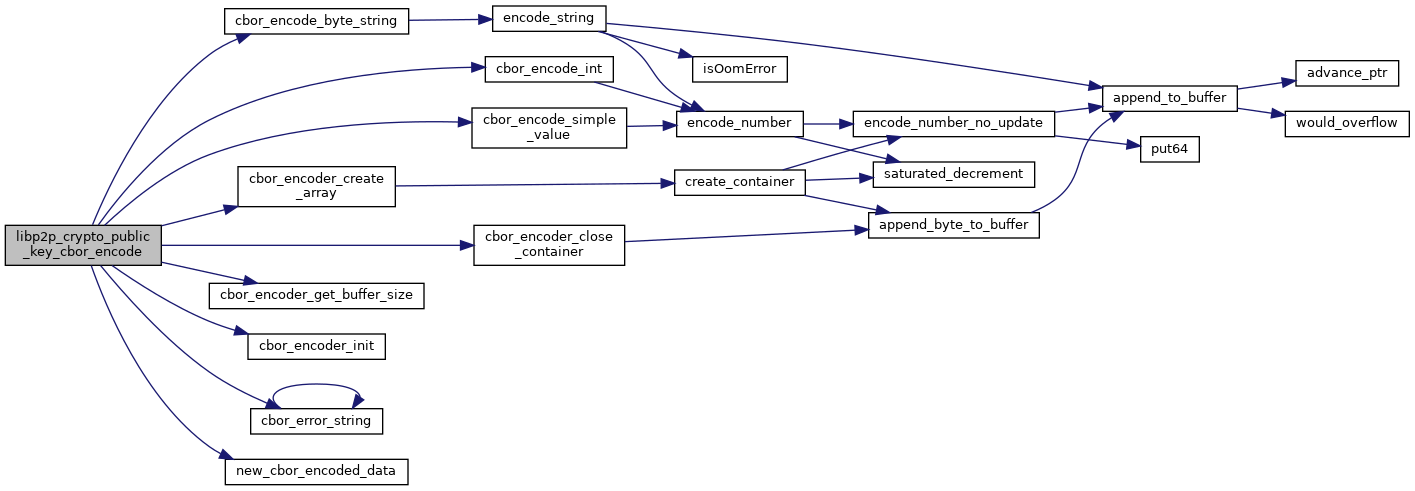 libp2p_crypto_public
_key_cbor_encode
cbor_encode_byte_string
encode_string
isOomError
cbor_encode_int
cbor_encode_simple
_value
encode_number
encode_number_no_update
append_to_buffer
advance_ptr
would_overflow
put64
saturated_decrement
cbor_encoder_create
_array
create_container
append_byte_to_buffer
cbor_encoder_close
_container
cbor_encoder_get_buffer_size
cbor_encoder_init
cbor_error_string
new_cbor_encoded_data